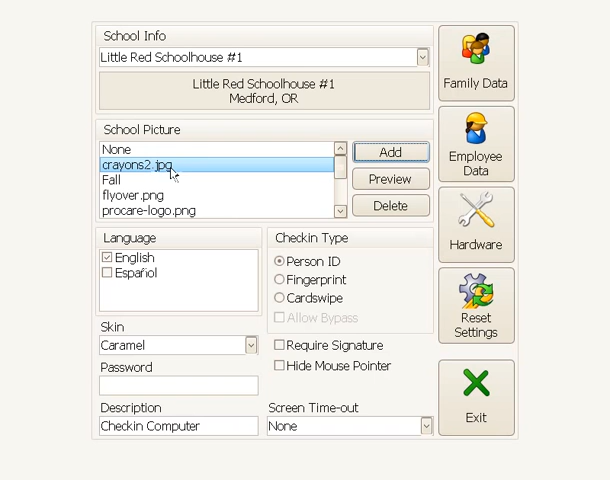 School Info
Little Red Schoolhouse #1
Little Red Schoolhouse #1
Medford, OR
School Picture
None
crayons2.jpg
Fall
flyover.png
procare-logo.png
Add
Preview
Delete
Language
English
Español
Checkin Type
Person ID
Fingerprint
Cardswipe
Allow Bypass
Skin
Caramel
Require Signature
Hide Mouse Pointer
Password
Description
Checkin Computer
Screen Time-out
None
Family Data
Employee
Data
Hardware
Reset
Settings
Exit